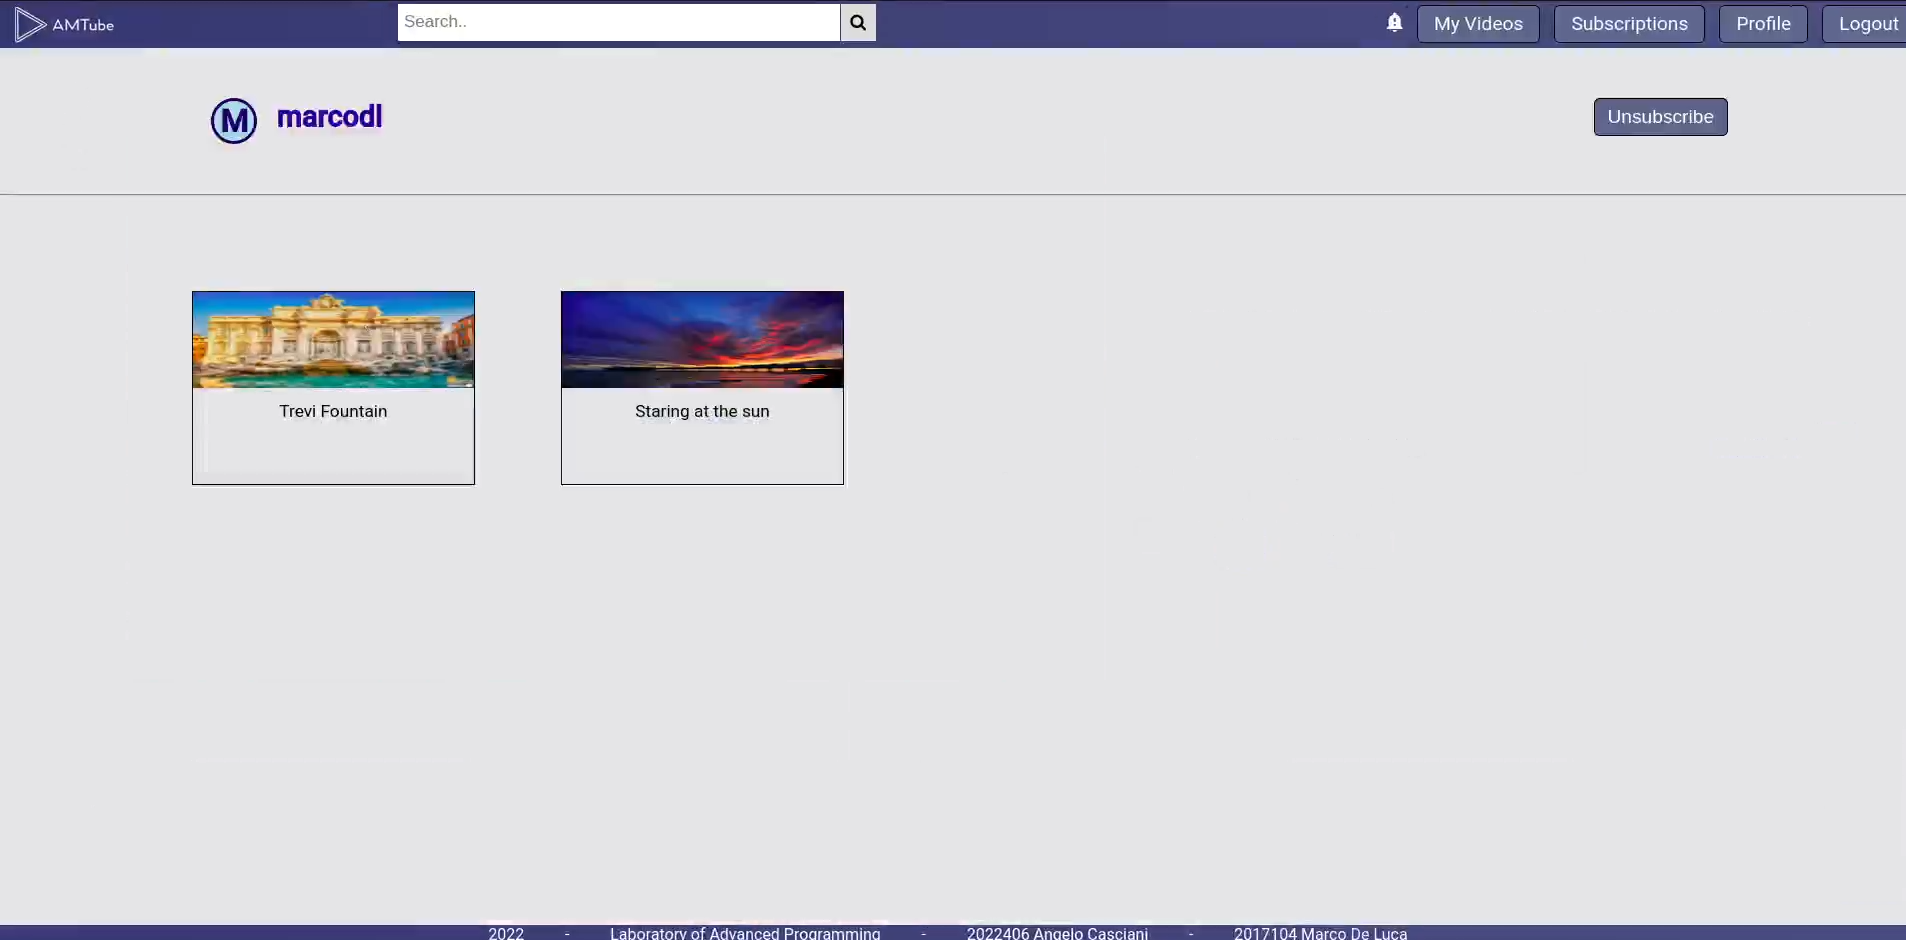 AMTube
Search..
My Videos
Subscriptions
Profile
Logout
M
marcodl
Unsubscribe
Trevi Fountain
Staring at the sun
2022 - Laboratory of Advanced Programming - 2022406 Angelo Casciani - 2017104 Marco De Luca